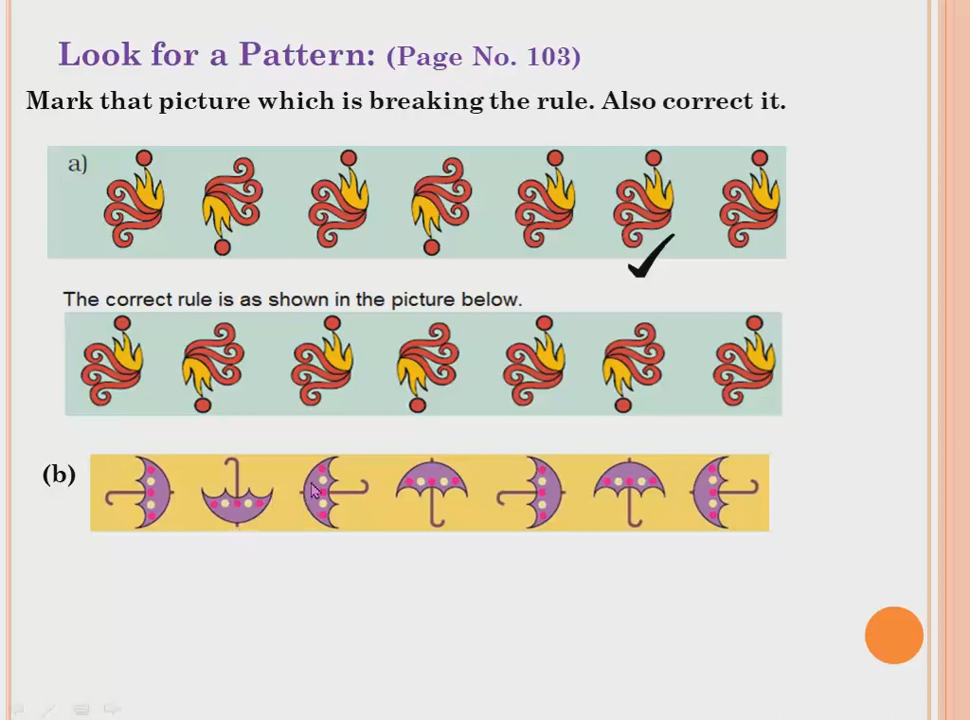 Look for a Pattern: (Page No. 103)
Mark that picture which is breaking the rule. Also correct it.
a)
The correct rule is as shown in the picture below.
(b)